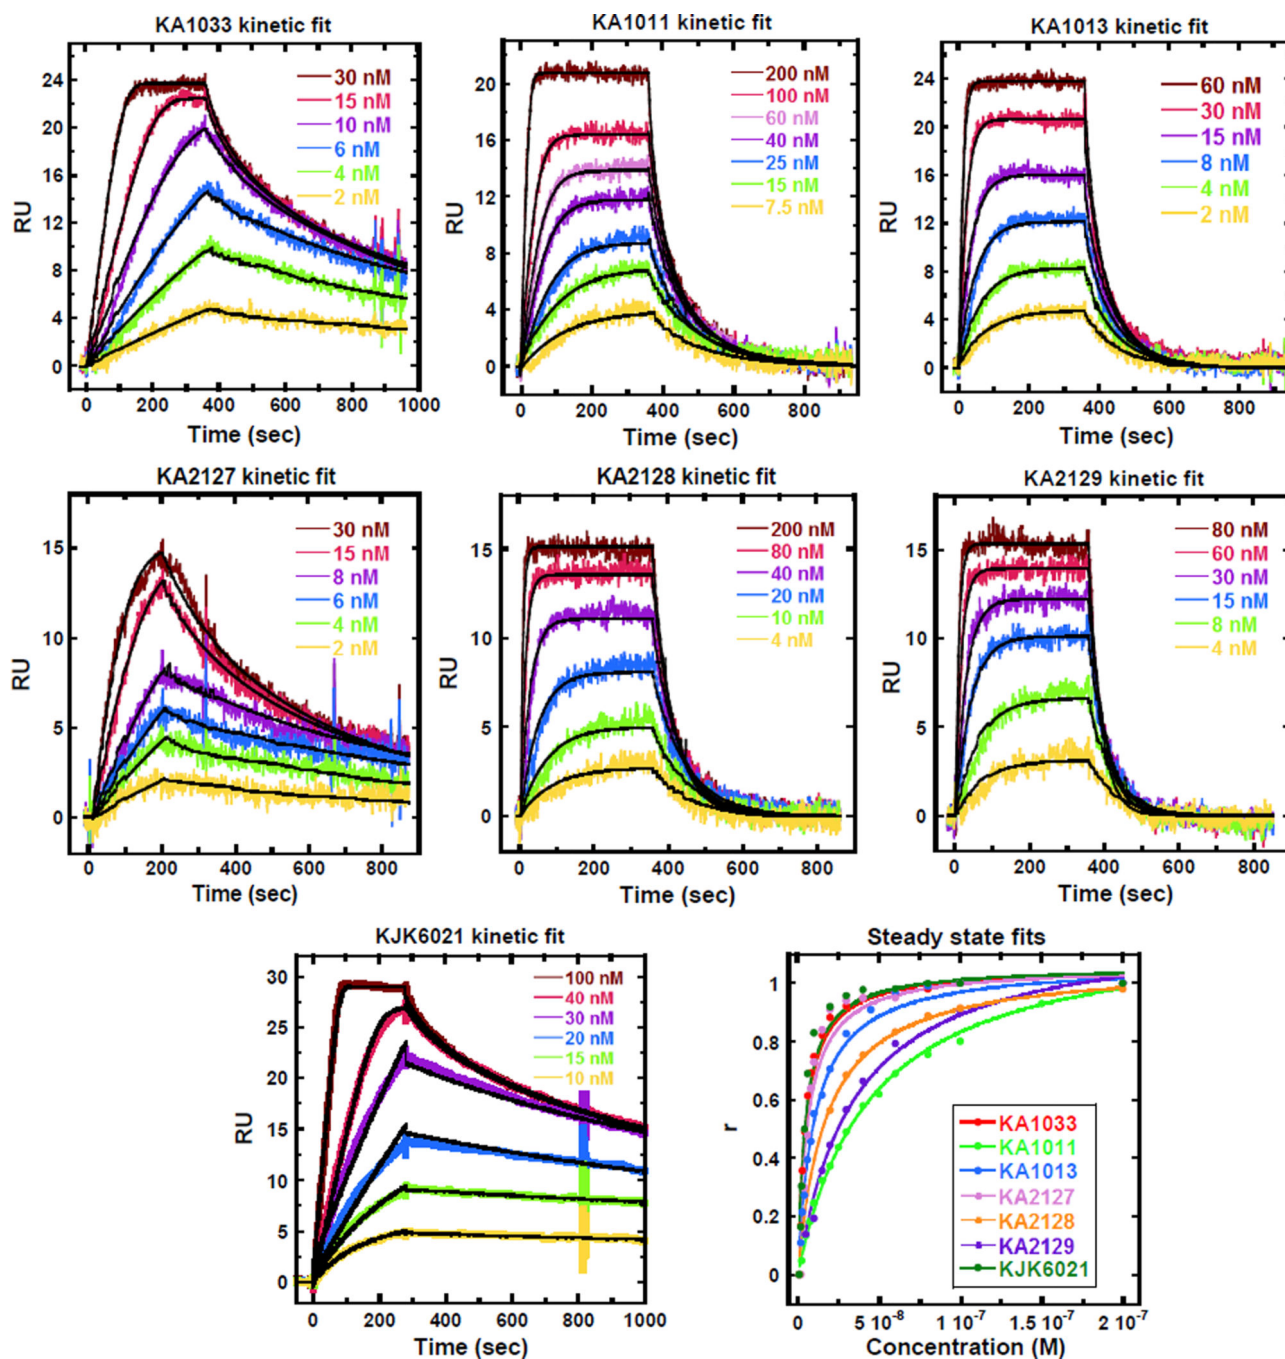 KA1033 kinetic fit
30 nM
15 nM
10 nM
6 nM
4 nM
2 nM
RU
24
20
16
12
8
4
0
0 200 400 600 800 1000
Time (sec)
KA1011 kinetic fit
200 nM
100 nM
60 nM
40 nM
25 nM
15 nM
7.5 nM
RU
20
16
12
8
4
0
0 200 400 600 800
Time (sec)
KA1013 kinetic fit
60 nM
30 nM
15 nM
8 nM
4 nM
2 nM
RU
24
20
16
12
8
4
0
0 200 400 600 800
Time (sec)
KA2127 kinetic fit
30 nM
15 nM
8 nM
6 nM
4 nM
2 nM
RU
15
10
5
0
0 200 400 600 800
Time (sec)
KA2128 kinetic fit
200 nM
80 nM
40 nM
20 nM
10 nM
4 nM
RU
15
10
5
0
0 200 400 600 800
Time (sec)
KA2129 kinetic fit
80 nM
60 nM
30 nM
15 nM
8 nM
4 nM
RU
15
10
5
0
0 200 400 600 800
Time (sec)
KJK6021 kinetic fit
100 nM
40 nM
30 nM
20 nM
15 nM
10 nM
RU
30
25
20
15
10
5
0
0 200 400 600 800 1000
Time (sec)
Steady state fits
r
1
0.8
0.6
0.4
0.2
0
KA1033
KA1011
KA1013
KA2127
KA2128
KA2129
KJK6021
0 5 10⁻⁸ 1 10⁻⁷ 1.5 10⁻⁷ 2 10⁻⁷
Concentration (M)